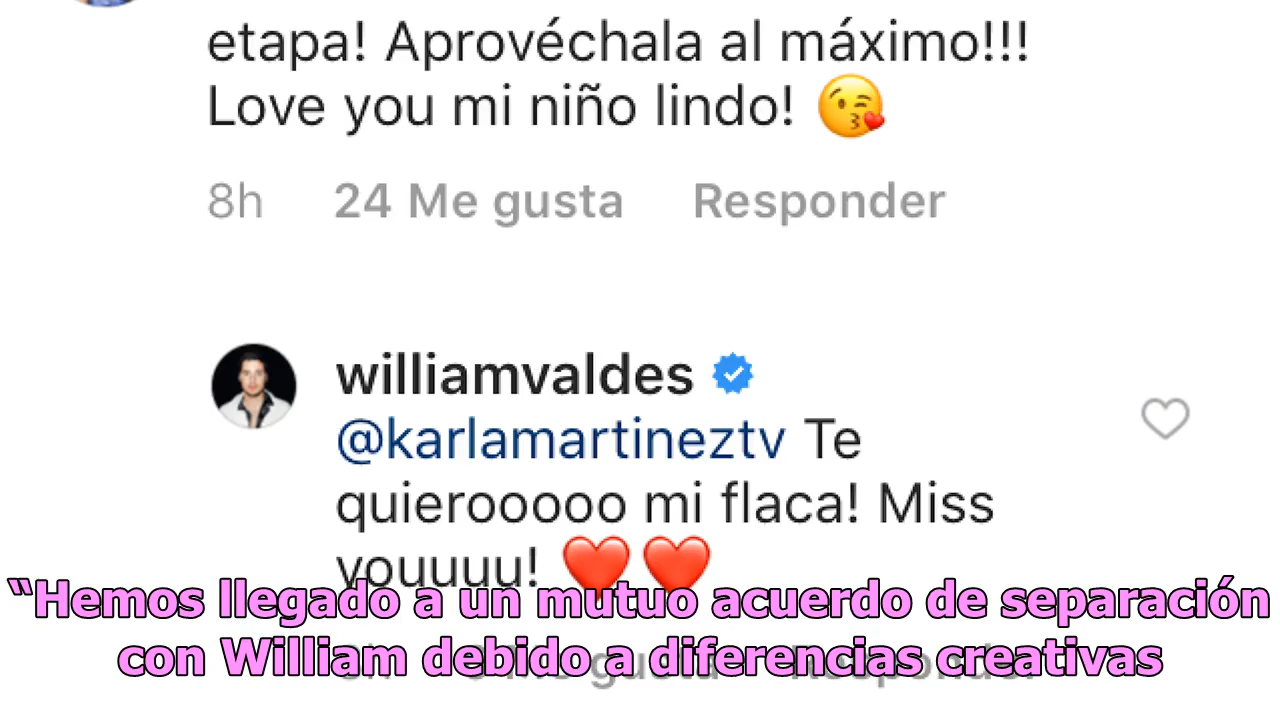 etapa! Aprovéchala al máximo!!!
Love you mi niño lindo! 😘
8h 24 Me gusta Responder
williamvaldes
@karlamartineztv Te
quierooooo mi flaca! Miss
youuuu! ❤️❤️
“Hemos llegado a un mutuo acuerdo de separación
con William debido a diferencias creativas